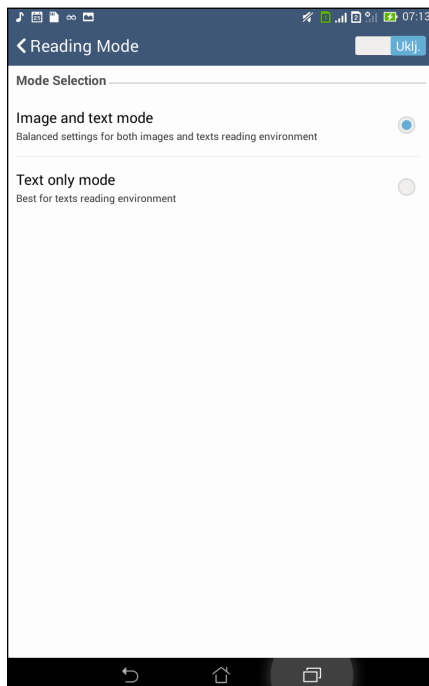 07:13
Reading Mode
Uklj.
Mode Selection
Image and text mode
Balanced settings for both images and texts reading environment
Text only mode
Best for texts reading environment